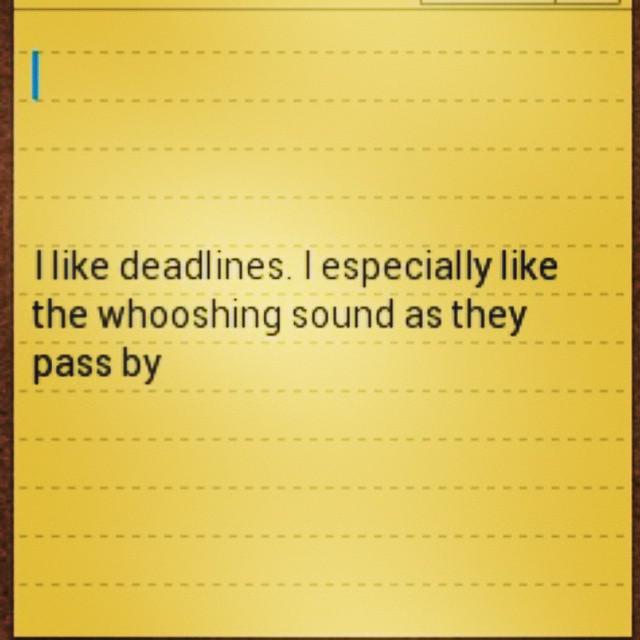 I like deadlines. I especially like
the whooshing sound as they
pass by